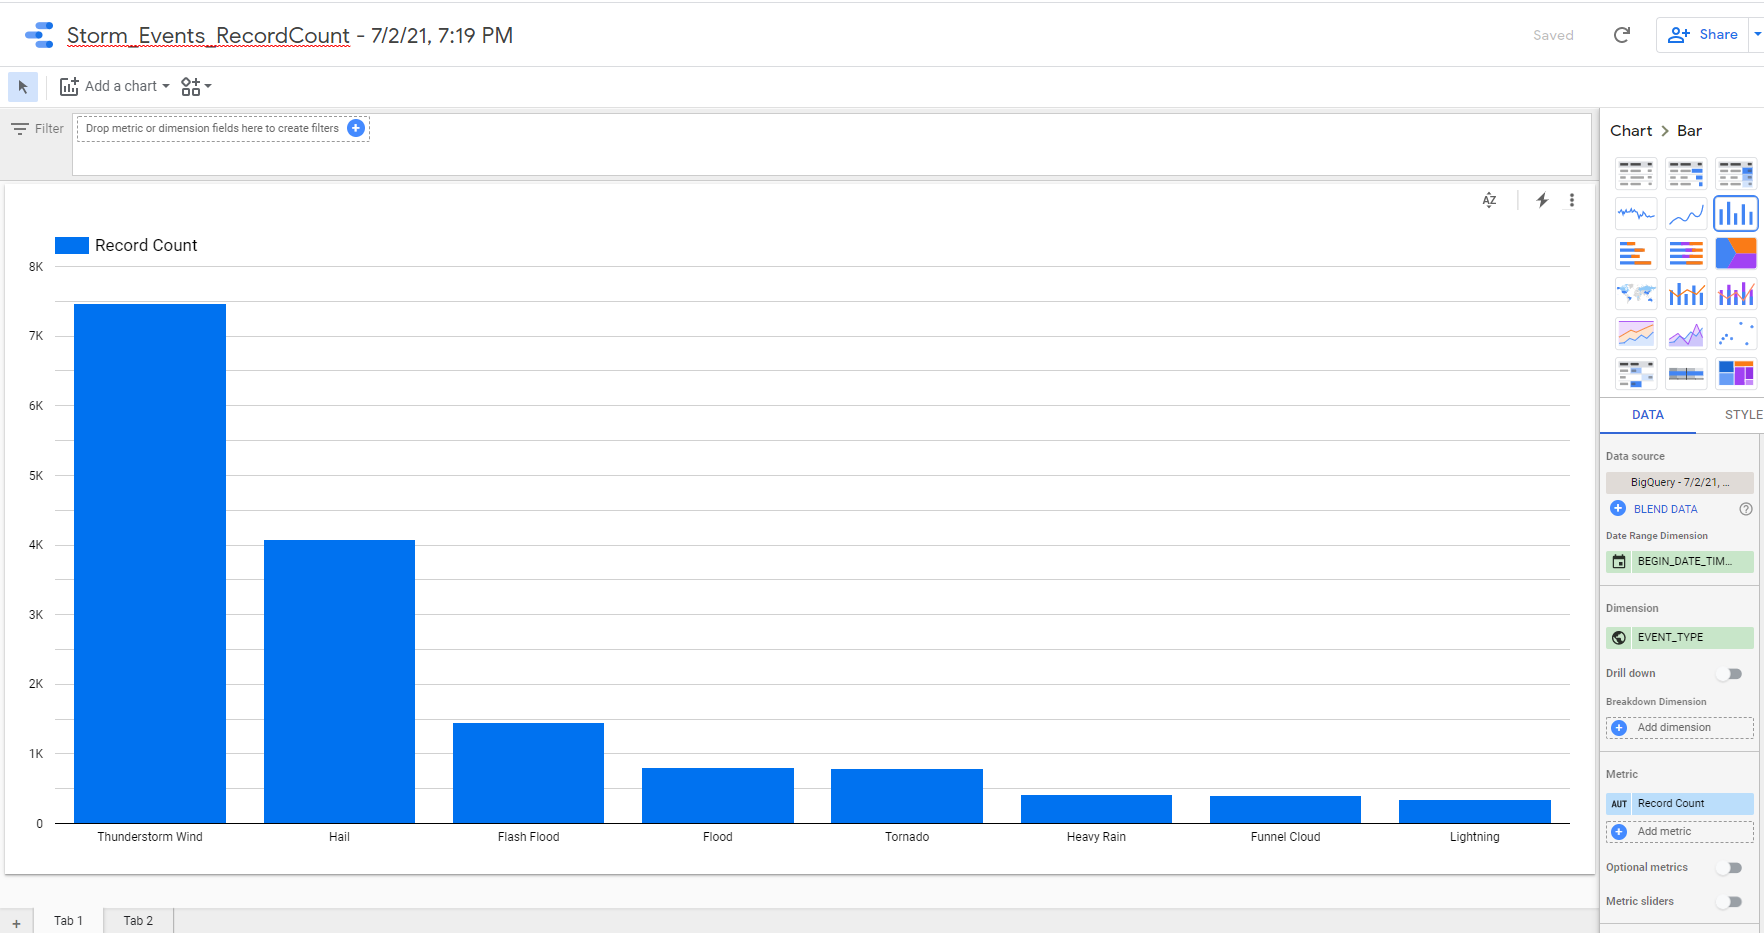 Storm_Events_RecordCount - 7/2/21, 7:19 PM
Saved
Share
Add a chart
Filter
Drop metric or dimension fields here to create filters
Chart > Bar
AZ
Record Count
8K
7K
6K
5K
4K
3K
2K
1K
0
Thunderstorm Wind
Hail
Flash Flood
Flood
Tornado
Heavy Rain
Funnel Cloud
Lightning
DATA
STYLE
Data source
BigQuery - 7/2/21, ...
BLEND DATA
Date Range Dimension
BEGIN_DATE_TIM...
Dimension
EVENT_TYPE
Drill down
Breakdown Dimension
Add dimension
Metric
AUT Record Count
Add metric
Optional metrics
Metric sliders
+ Tab 1 Tab 2